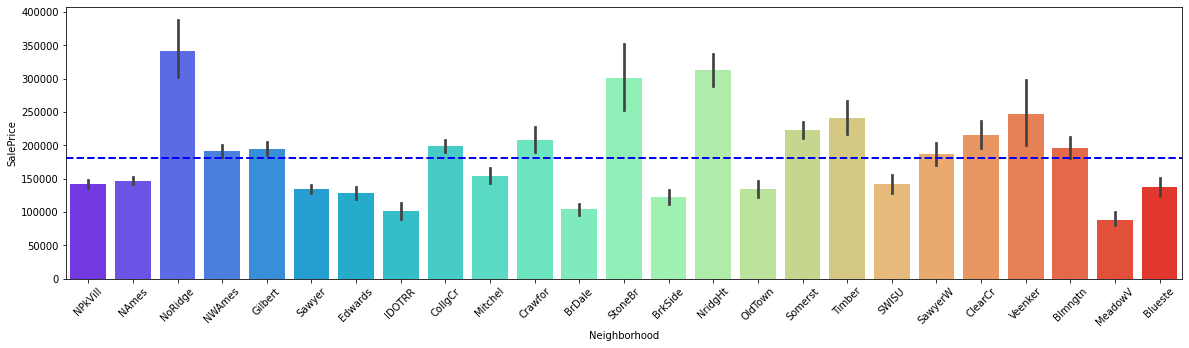 400000
350000
300000
250000
200000
150000
100000
50000
0
SalePrice
NPkVill
NAmes
NoRidge
NWAmes
Gilbert
Sawyer
Edwards
IDOTRR
CollgCr
Mitchel
Crawfor
BrDale
StoneBr
BrkSide
NridgHt
OldTown
Somerst
Timber
SWISU
SawyerW
ClearCr
Veenker
Blmngtn
MeadowV
Blueste
Neighborhood